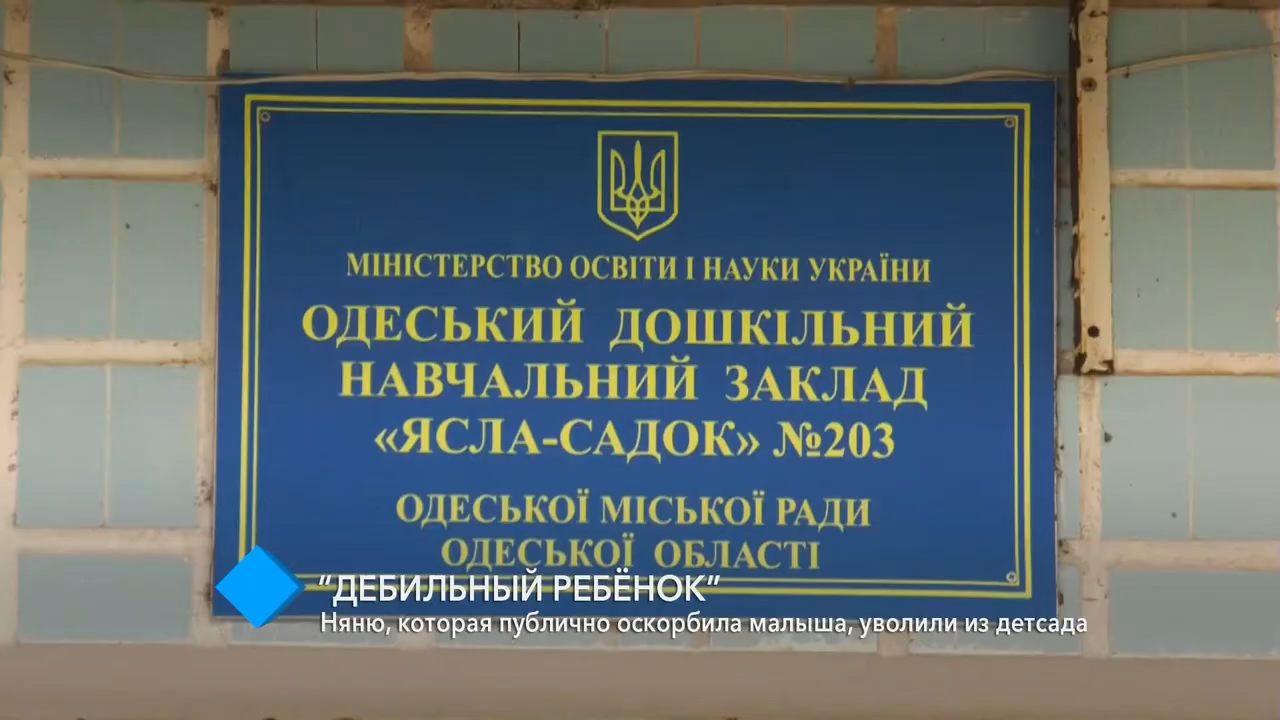 МІНІСТЕРСТВО ОСВІТИ І НАУКИ УКРАЇНИ
ОДЕСЬКИЙ ДОШКІЛЬНИЙ
НАВЧАЛЬНИЙ ЗАКЛАД
«ЯСЛА-САДОК» №203
ОДЕСЬКОЇ МІСЬКОЇ РАДИ
ОДЕСЬКОЇ ОБЛАСТІ
"ДЕБИЛЬНЫЙ РЕБЁНОК"
Няню, которая публично оскорбила малыша, уволили из детсада